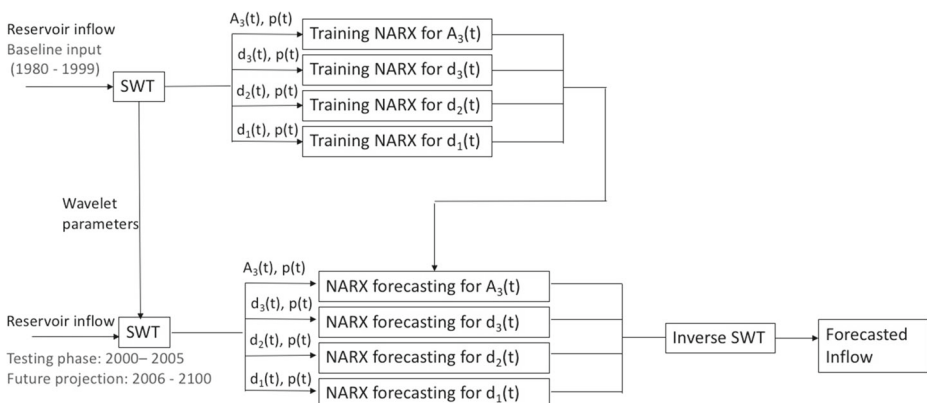 Reservoir inflow
Baseline input
(1980 - 1999)
SWT
A₃(t), p(t)
Training NARX for A₃(t)
d₃(t), p(t)
Training NARX for d₃(t)
d₂(t), p(t)
Training NARX for d₂(t)
d₁(t), p(t)
Training NARX for d₁(t)
Wavelet
parameters
Reservoir inflow
Testing phase: 2000– 2005
Future projection: 2006 - 2100
SWT
A₃(t), p(t)
NARX forecasting for A₃(t)
d₃(t), p(t)
NARX forecasting for d₃(t)
d₂(t), p(t)
NARX forecasting for d₂(t)
d₁(t), p(t)
NARX forecasting for d₁(t)
Inverse SWT
Forecasted
Inflow